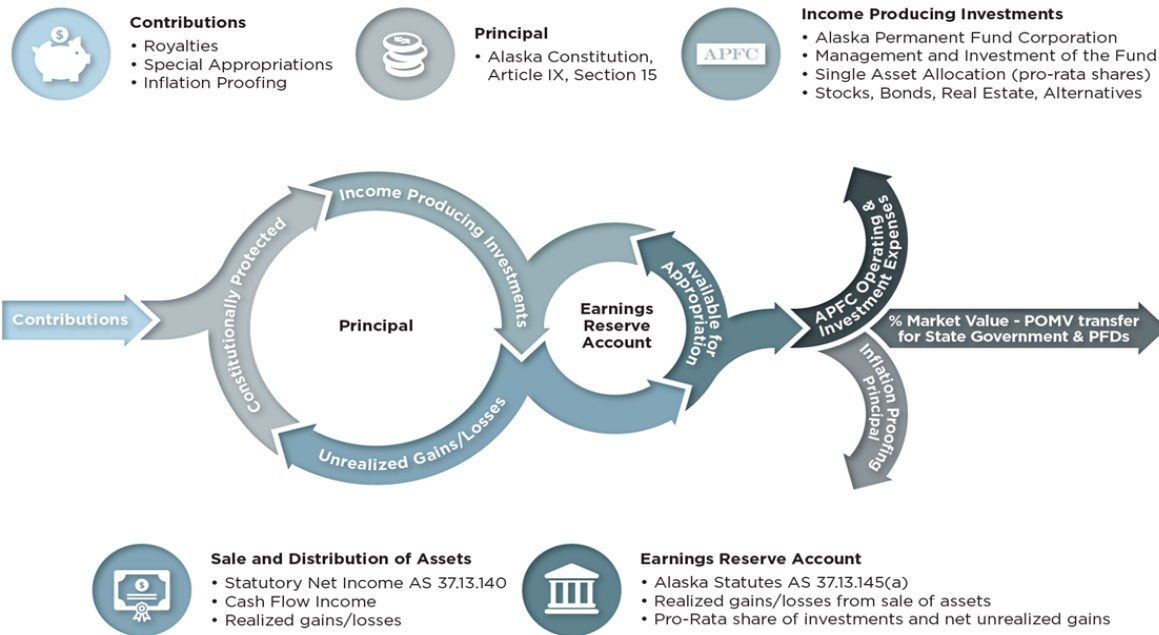 Contributions
• Royalties
• Special Appropriations
• Inflation Proofing
Principal
• Alaska Constitution,
Article IX, Section 15
APFC
Income Producing Investments
• Alaska Permanent Fund Corporation
• Management and Investment of the Fund
• Single Asset Allocation (pro-rata shares)
• Stocks, Bonds, Real Estate, Alternatives
Contributions
Constitutionally Protected
Income Producing Investments
Principal
Unrealized Gains/Losses
Earnings
Reserve
Account
Available for
Appropriation
APFC Operating &
Investment Expenses
% Market Value - POMV transfer
for State Government & PFDs
Inflation Proofing
Principal
$
Sale and Distribution of Assets
• Statutory Net Income AS 37.13.140
• Cash Flow Income
• Realized gains/losses
Earnings Reserve Account
• Alaska Statutes AS 37.13.145(a)
• Realized gains/losses from sale of assets
• Pro-Rata share of investments and net unrealized gains